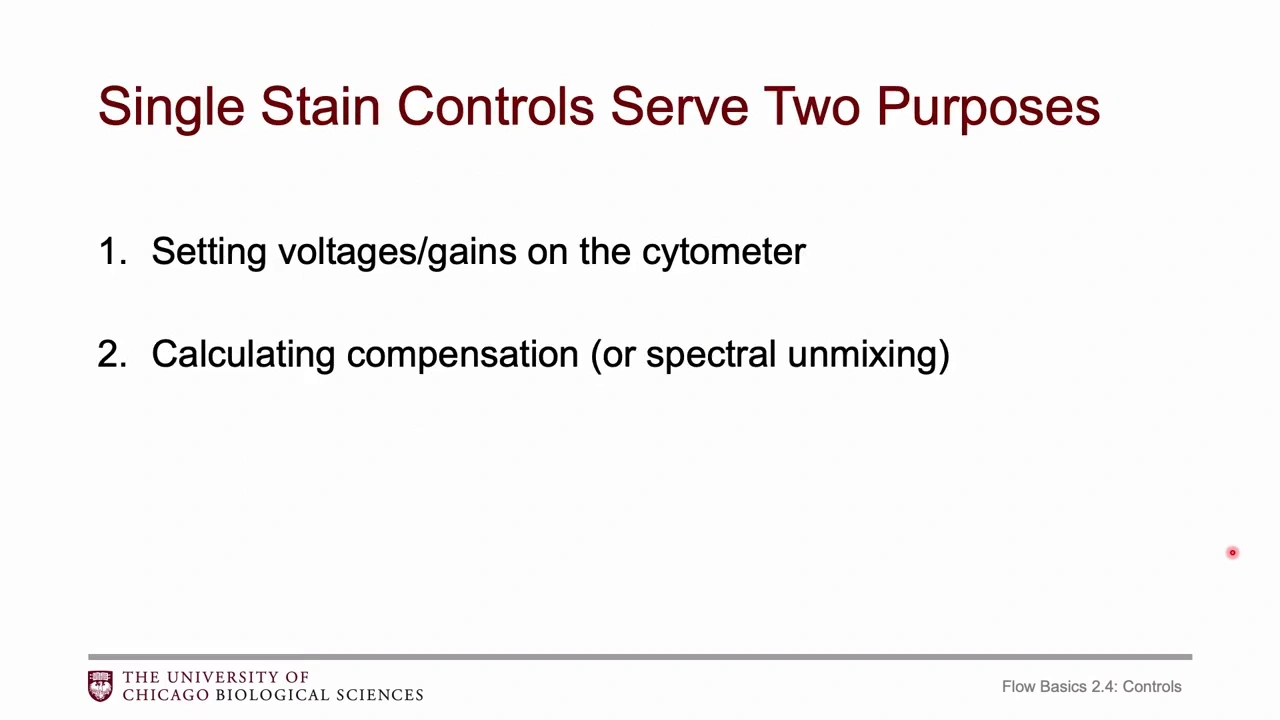 Single Stain Controls Serve Two Purposes
1. Setting voltages/gains on the cytometer
2. Calculating compensation (or spectral unmixing)
THE UNIVERSITY OF
CHICAGO BIOLOGICAL SCIENCES
Flow Basics 2.4: Controls